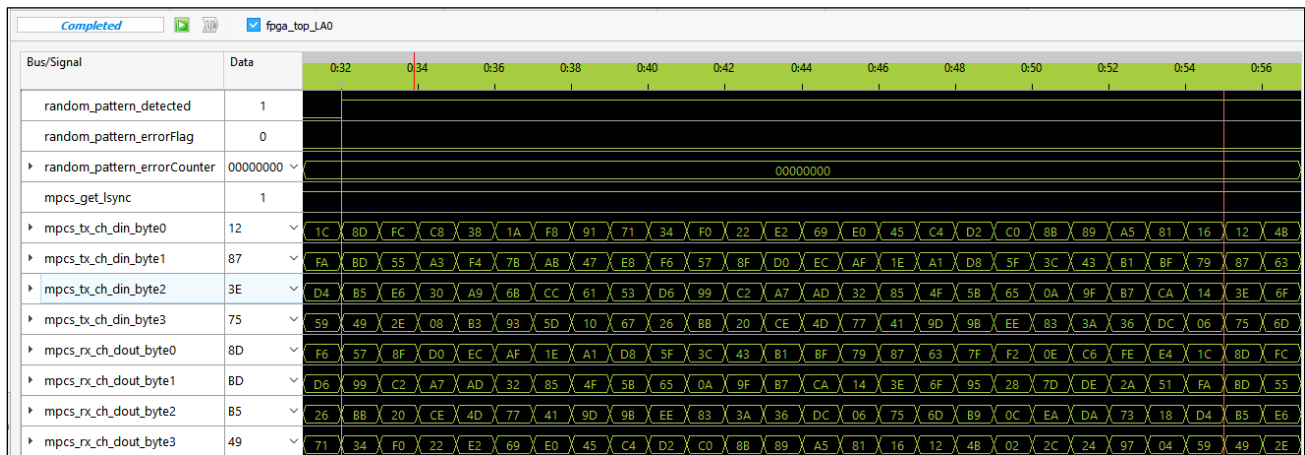 Completed fpga_top_LA0
Bus/Signal Data 0:32 0:34 0:36 0:38 0:40 0:42 0:44 0:46 0:48 0:50 0:52 0:54 0:56
random_pattern_detected 1
random_pattern_errorFlag 0
random_pattern_errorCounter 00000000 00000000
mpcs_get_lsync 1
mpcs_tx_ch_din_byte0 12 1C 8D FC C8 38 1A F8 91 71 34 F0 22 E2 69 E0 45 C4 D2 C0 8B 89 A5 81 16 12 4B
mpcs_tx_ch_din_byte1 87 FA BD 55 A3 F4 7B AB 47 E8 F6 57 8F D0 EC AF 1E A1 D8 5F 3C 43 B1 BF 79 87 63
mpcs_tx_ch_din_byte2 3E D4 B5 E6 30 A9 6B CC 61 53 D6 99 C2 A7 AD 32 85 4F 5B 65 0A 9F B7 CA 14 3E 6F
mpcs_tx_ch_din_byte3 75 59 49 2E 08 B3 93 5D 10 67 26 BB 20 CE 4D 77 41 9D 9B EE 83 3A 36 DC 06 75 6D
mpcs_rx_ch_dout_byte0 8D F6 57 8F D0 EC AF 1E A1 D8 5F 3C 43 B1 BF 79 87 63 7F F2 0E C6 FE E4 1C 8D FC
mpcs_rx_ch_dout_byte1 BD D6 99 C2 A7 AD 32 85 4F 5B 65 0A 9F B7 CA 14 3E 6F 95 28 7D DE 2A 51 FA BD 55
mpcs_rx_ch_dout_byte2 B5 26 BB 20 CE 4D 77 41 9D 9B EE 83 3A 36 DC 06 75 6D B9 0C EA DA 73 18 D4 B5 E6
mpcs_rx_ch_dout_byte3 49 71 34 F0 22 E2 69 E0 45 C4 D2 C0 8B 89 A5 81 16 12 4B 02 2C 24 97 04 59 49 2E